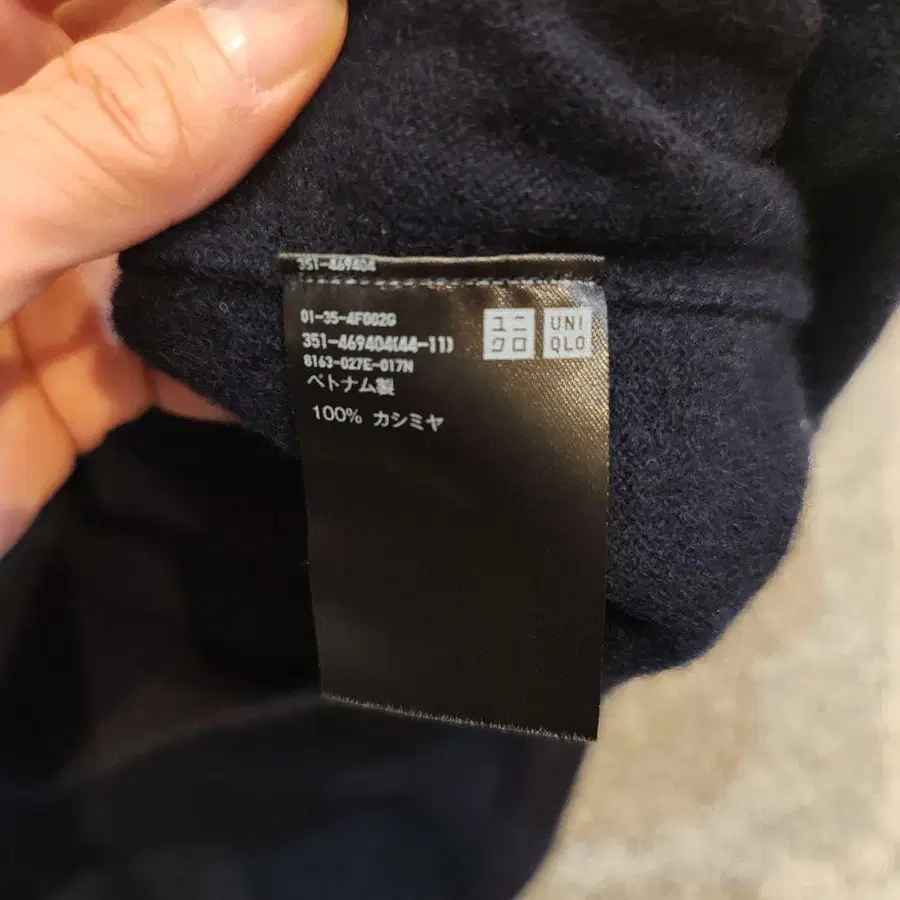 351-469404
01-35-4F002G
351-469404(44-11)
8163-027E-017N
ベトナム製
100% カシミヤ
ユニ
クロ
UNI
QLO